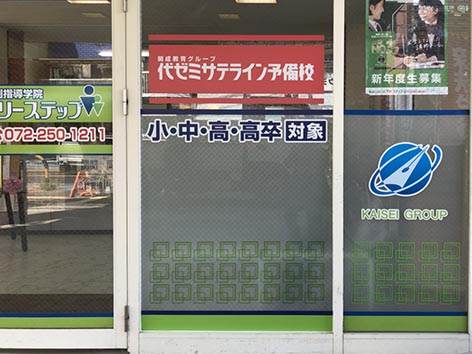 開成教育グループ
代ゼミサテライン予備校
小・中・高・高卒対象
別指導学院
リーステップ
072-250-1211
新年度生募集
KAISEI GROUP